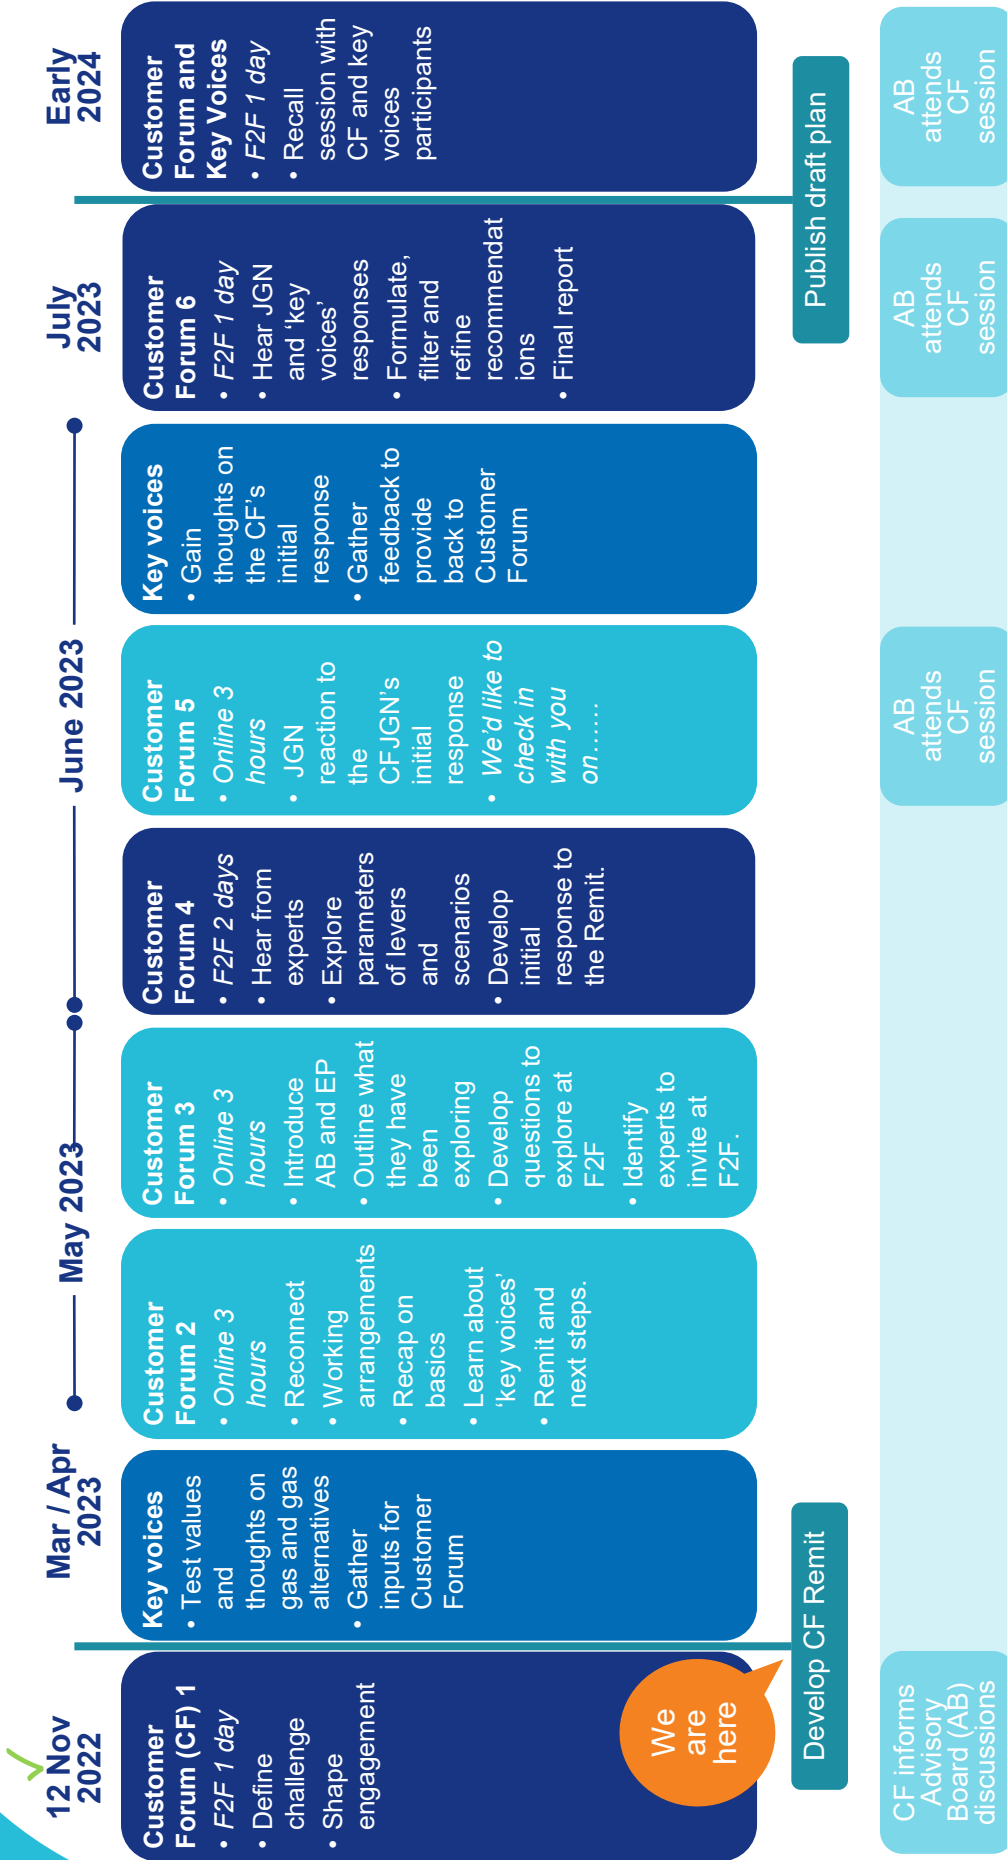 12 Nov
2022
Mar / Apr
2023
May 2023
June 2023
July
2023
Early
2024
Customer
Forum (CF) 1
• F2F 1 day
• Define
challenge
• Shape
engagement
Key voices
• Test values
and
thoughts on
gas and gas
alternatives
• Gather
inputs for
Customer
Forum
Customer
Forum 2
• Online 3
hours
• Reconnect
• Working
arrangements
• Recap on
basics
• Learn about
‘key voices’
• Remit and
next steps.
Customer
Forum 3
• Online 3
hours
• Introduce
AB and EP
• Outline what
they have
been
exploring
• Develop
questions to
explore at
F2F
• Identify
experts to
invite at
F2F.
Customer
Forum 4
• F2F 2 days
• Hear from
experts
• Explore
parameters
of levers
and
scenarios
• Develop
initial
response to
the Remit.
Customer
Forum 5
• Online 3
hours
• JGN
reaction to
the
CFJGN’s
initial
response
• We’d like to
check in
with you
on......
Key voices
• Gain
thoughts on
the CF’s
initial
response
• Gather
feedback to
provide
back to
Customer
Forum
Customer
Forum 6
• F2F 1 day
• Hear JGN
and ‘key
voices’
responses
• Formulate,
filter and
refine
recommendat
ions
• Final report
Customer
Forum and
Key Voices
• F2F 1 day
• Recall
session with
CF and key
voices
participants
We
are
here
Develop CF Remit
Publish draft plan
CF informs
Advisory
Board (AB)
discussions
AB
attends
CF
session
AB
attends
CF
session
AB
attends
CF
session